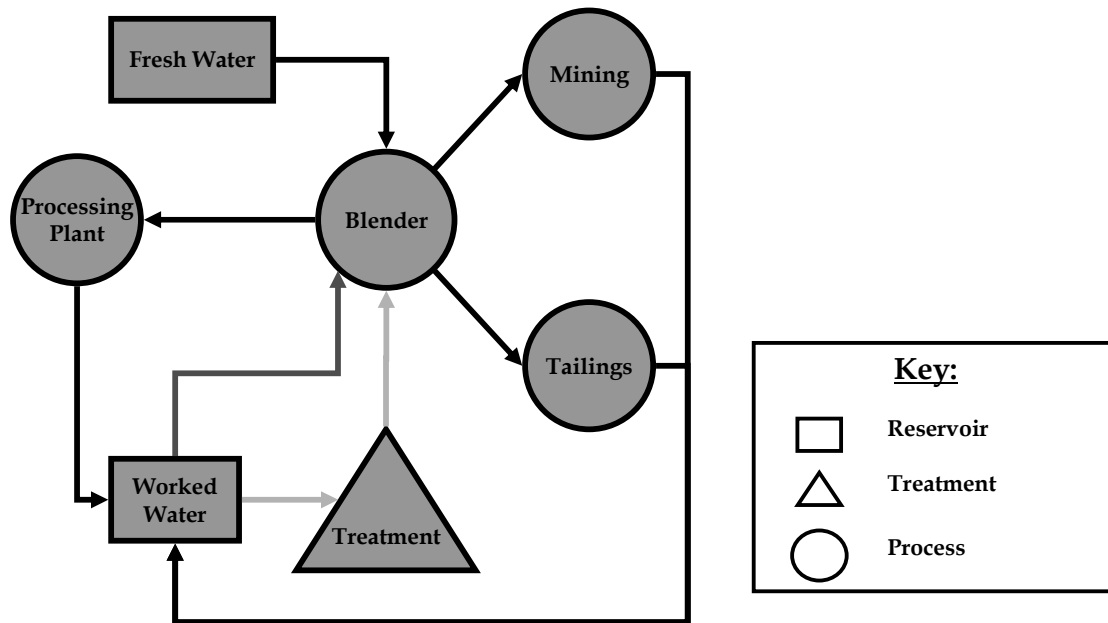 Fresh Water
Mining
Processing
Plant
Blender
Tailings
Worked
Water
Treatment
Key:
Reservoir
Treatment
Process